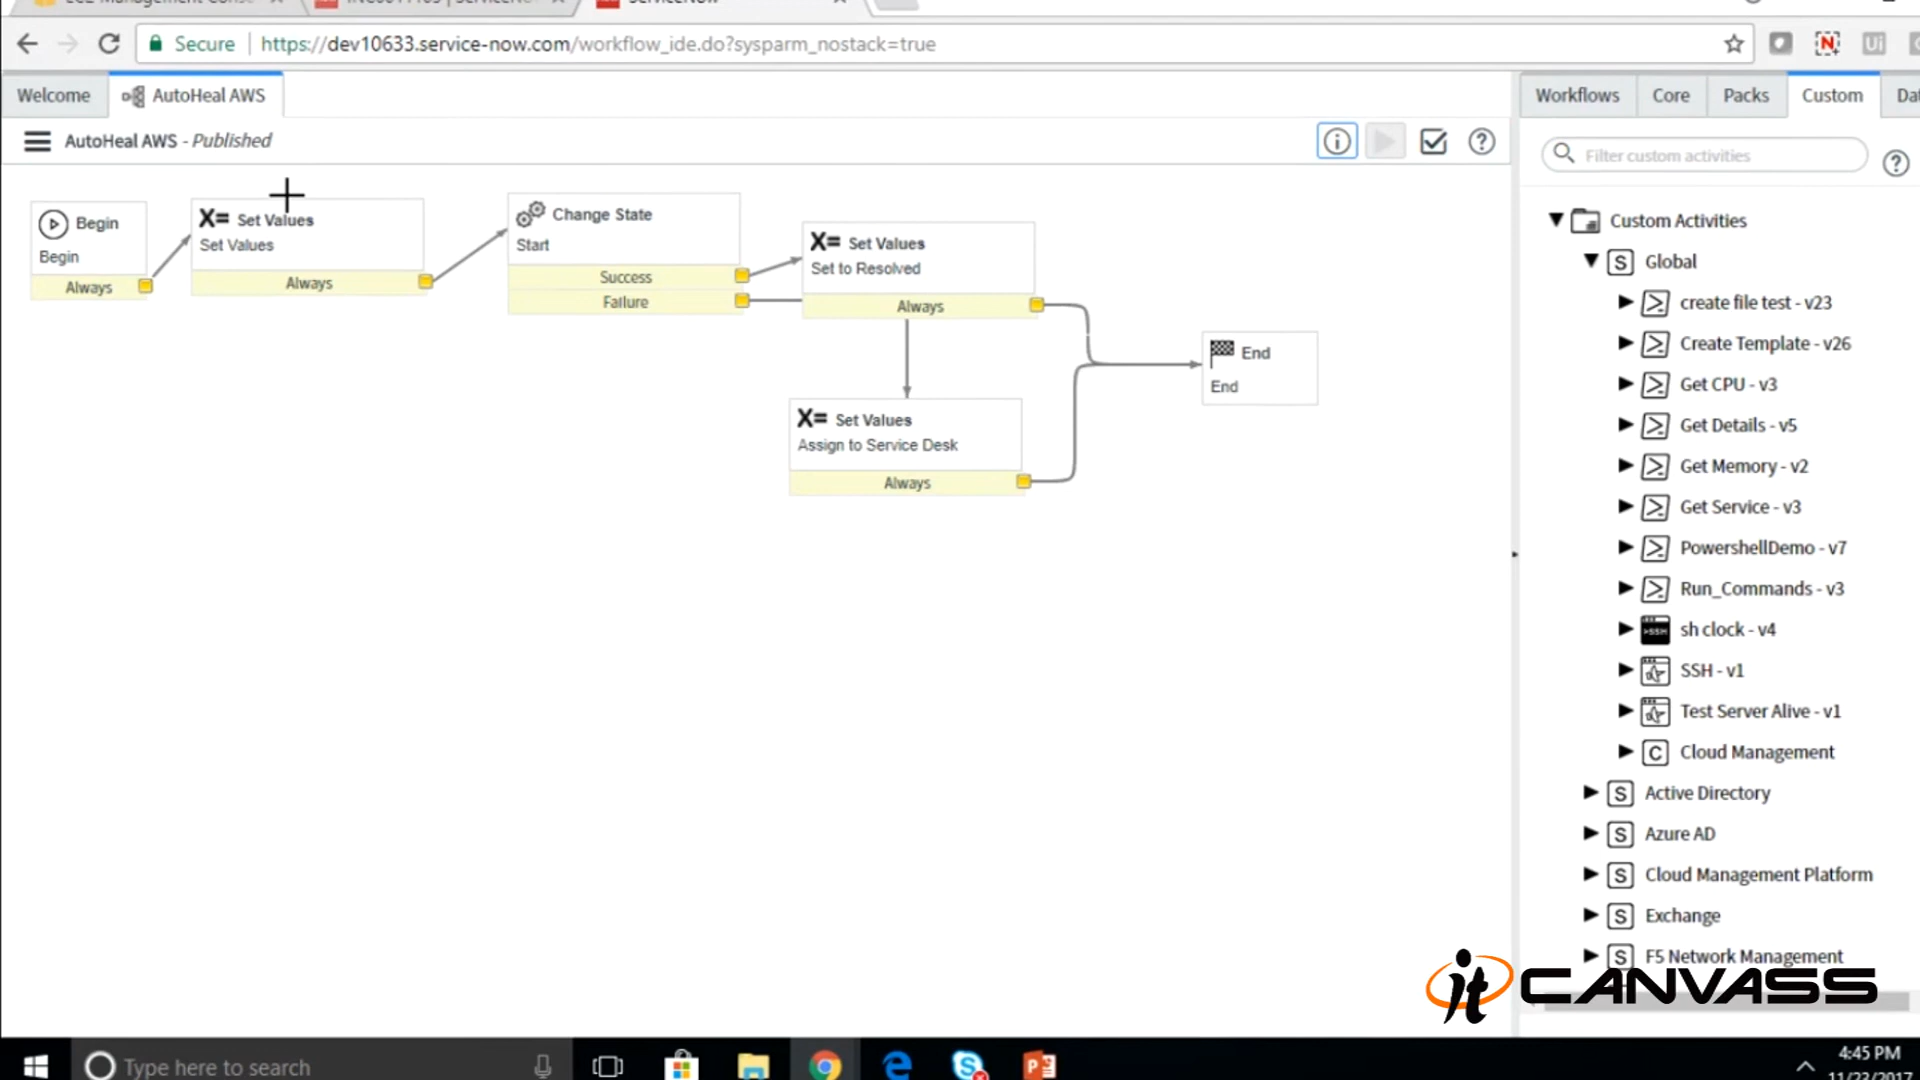 Secure https://dev10633.service-now.com/workflow_ide.do?sysparm_nostack=true
Welcome AutoHeal AWS
AutoHeal AWS - Published
Begin
Begin
Always
X= Set Values
Set Values
Always
Change State
Start
Success
Failure
X= Set Values
Set to Resolved
Always
X= Set Values
Assign to Service Desk
Always
End
End
Workflows Core Packs Custom
Filter custom activities
Custom Activities
Global
create file test - v23
Create Template - v26
Get CPU - v3
Get Details - v5
Get Memory - v2
Get Service - v3
PowershellDemo - v7
Run_Commands - v3
sh clock - v4
SSH - v1
Test Server Alive - v1
Cloud Management
Active Directory
Azure AD
Cloud Management Platform
Exchange
F5 Network Management
it CANVASS
Type here to search
4:45 PM
11/23/2017